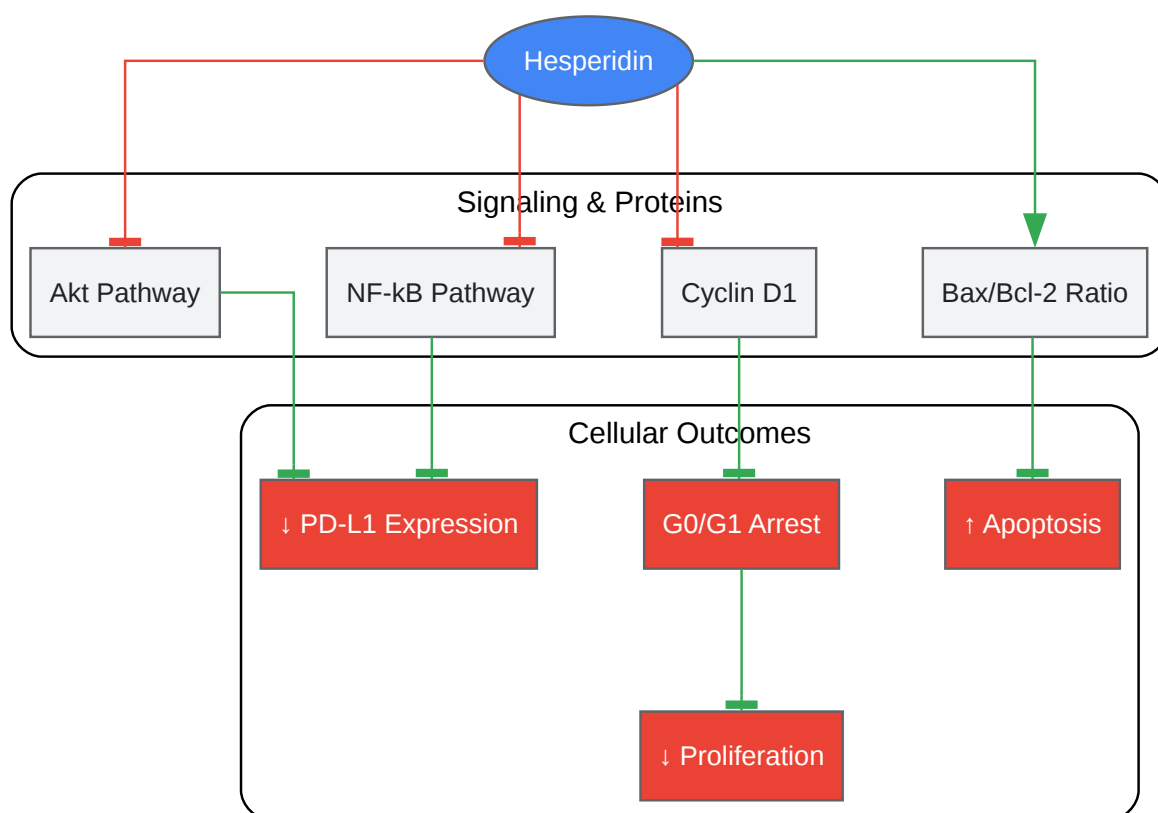 Hesperidin
Signaling & Proteins
Akt Pathway
NF-kB Pathway
Cyclin D1
Bax/Bcl-2 Ratio
Cellular Outcomes
↓ PD-L1 Expression
G0/G1 Arrest
↑ Apoptosis
↓ Proliferation